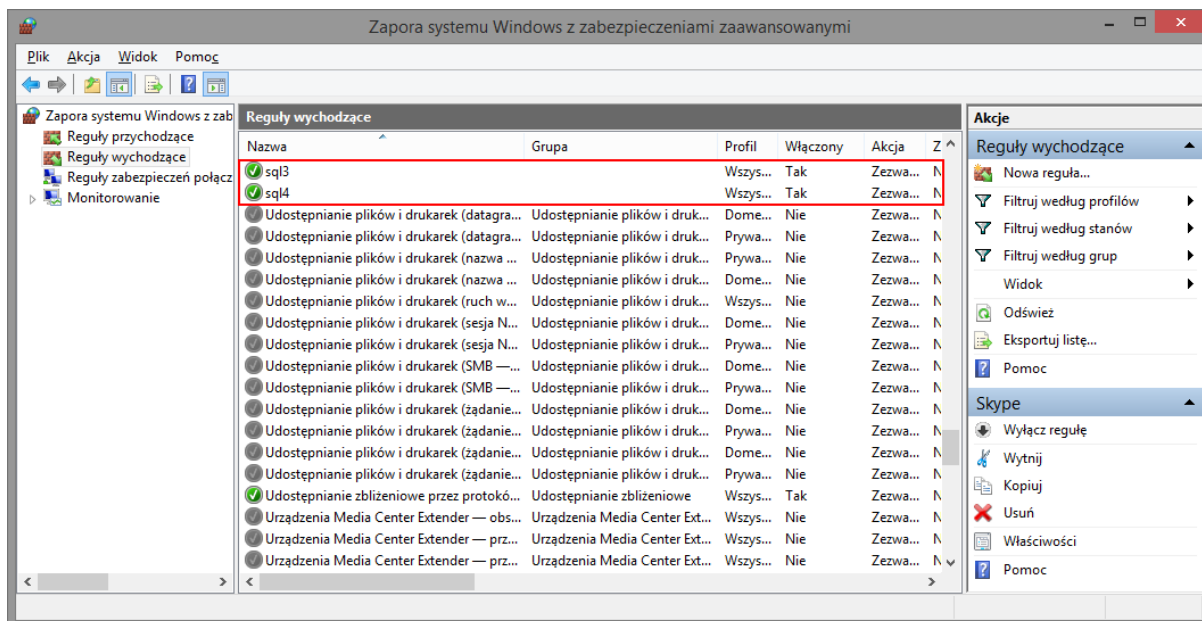 Zapora systemu Windows z zabezpieczeniami zaawansowanymi
Plik Akcja Widok Pomoc
Zapora systemu Windows z zab
Reguły przychodzące
Reguły wychodzące
Reguły zabezpieczeń połącz
Monitorowanie
Reguły wychodzące
Nazwa Grupa Profil Włączony Akcja Z
sql3 Wszys... Tak Zezwa... N
sql4 Wszys... Tak Zezwa... N
Udostępnianie plików i drukarek (datagra... Udostępnianie plików i druk... Dome... Nie Zezwa... N
Udostępnianie plików i drukarek (datagra... Udostępnianie plików i druk... Prywa... Nie Zezwa... N
Udostępnianie plików i drukarek (nazwa ... Udostępnianie plików i druk... Prywa... Nie Zezwa... N
Udostępnianie plików i drukarek (nazwa ... Udostępnianie plików i druk... Dome... Nie Zezwa... N
Udostępnianie plików i drukarek (ruch w... Udostępnianie plików i druk... Wszys... Nie Zezwa... N
Udostępnianie plików i drukarek (sesja N... Udostępnianie plików i druk... Dome... Nie Zezwa... N
Udostępnianie plików i drukarek (sesja N... Udostępnianie plików i druk... Prywa... Nie Zezwa... N
Udostępnianie plików i drukarek (SMB —... Udostępnianie plików i druk... Dome... Nie Zezwa... N
Udostępnianie plików i drukarek (SMB —... Udostępnianie plików i druk... Prywa... Nie Zezwa... N
Udostępnianie plików i drukarek (żądanie... Udostępnianie plików i druk... Dome... Nie Zezwa... N
Udostępnianie plików i drukarek (żądanie... Udostępnianie plików i druk... Prywa... Nie Zezwa... N
Udostępnianie plików i drukarek (żądanie... Udostępnianie plików i druk... Dome... Nie Zezwa... N
Udostępnianie plików i drukarek (żądanie... Udostępnianie plików i druk... Prywa... Nie Zezwa... N
Udostępnianie zbliżeniowe przez protokó... Udostępnianie zbliżeniowe Wszys... Tak Zezwa... N
Urządzenia Media Center Extender — obs... Urządzenia Media Center Ext... Wszys... Nie Zezwa... N
Urządzenia Media Center Extender — prz... Urządzenia Media Center Ext... Wszys... Nie Zezwa... N
Urządzenia Media Center Extender — prz... Urządzenia Media Center Ext... Wszys... Nie Zezwa... N
Akcje
Reguły wychodzące
Nowa reguła...
Filtruj według profilów
Filtruj według stanów
Filtruj według grup
Widok
Odśwież
Eksportuj listę...
Pomoc
Skype
Wyłącz regułę
Wytnij
Kopiuj
Usuń
Właściwości
Pomoc